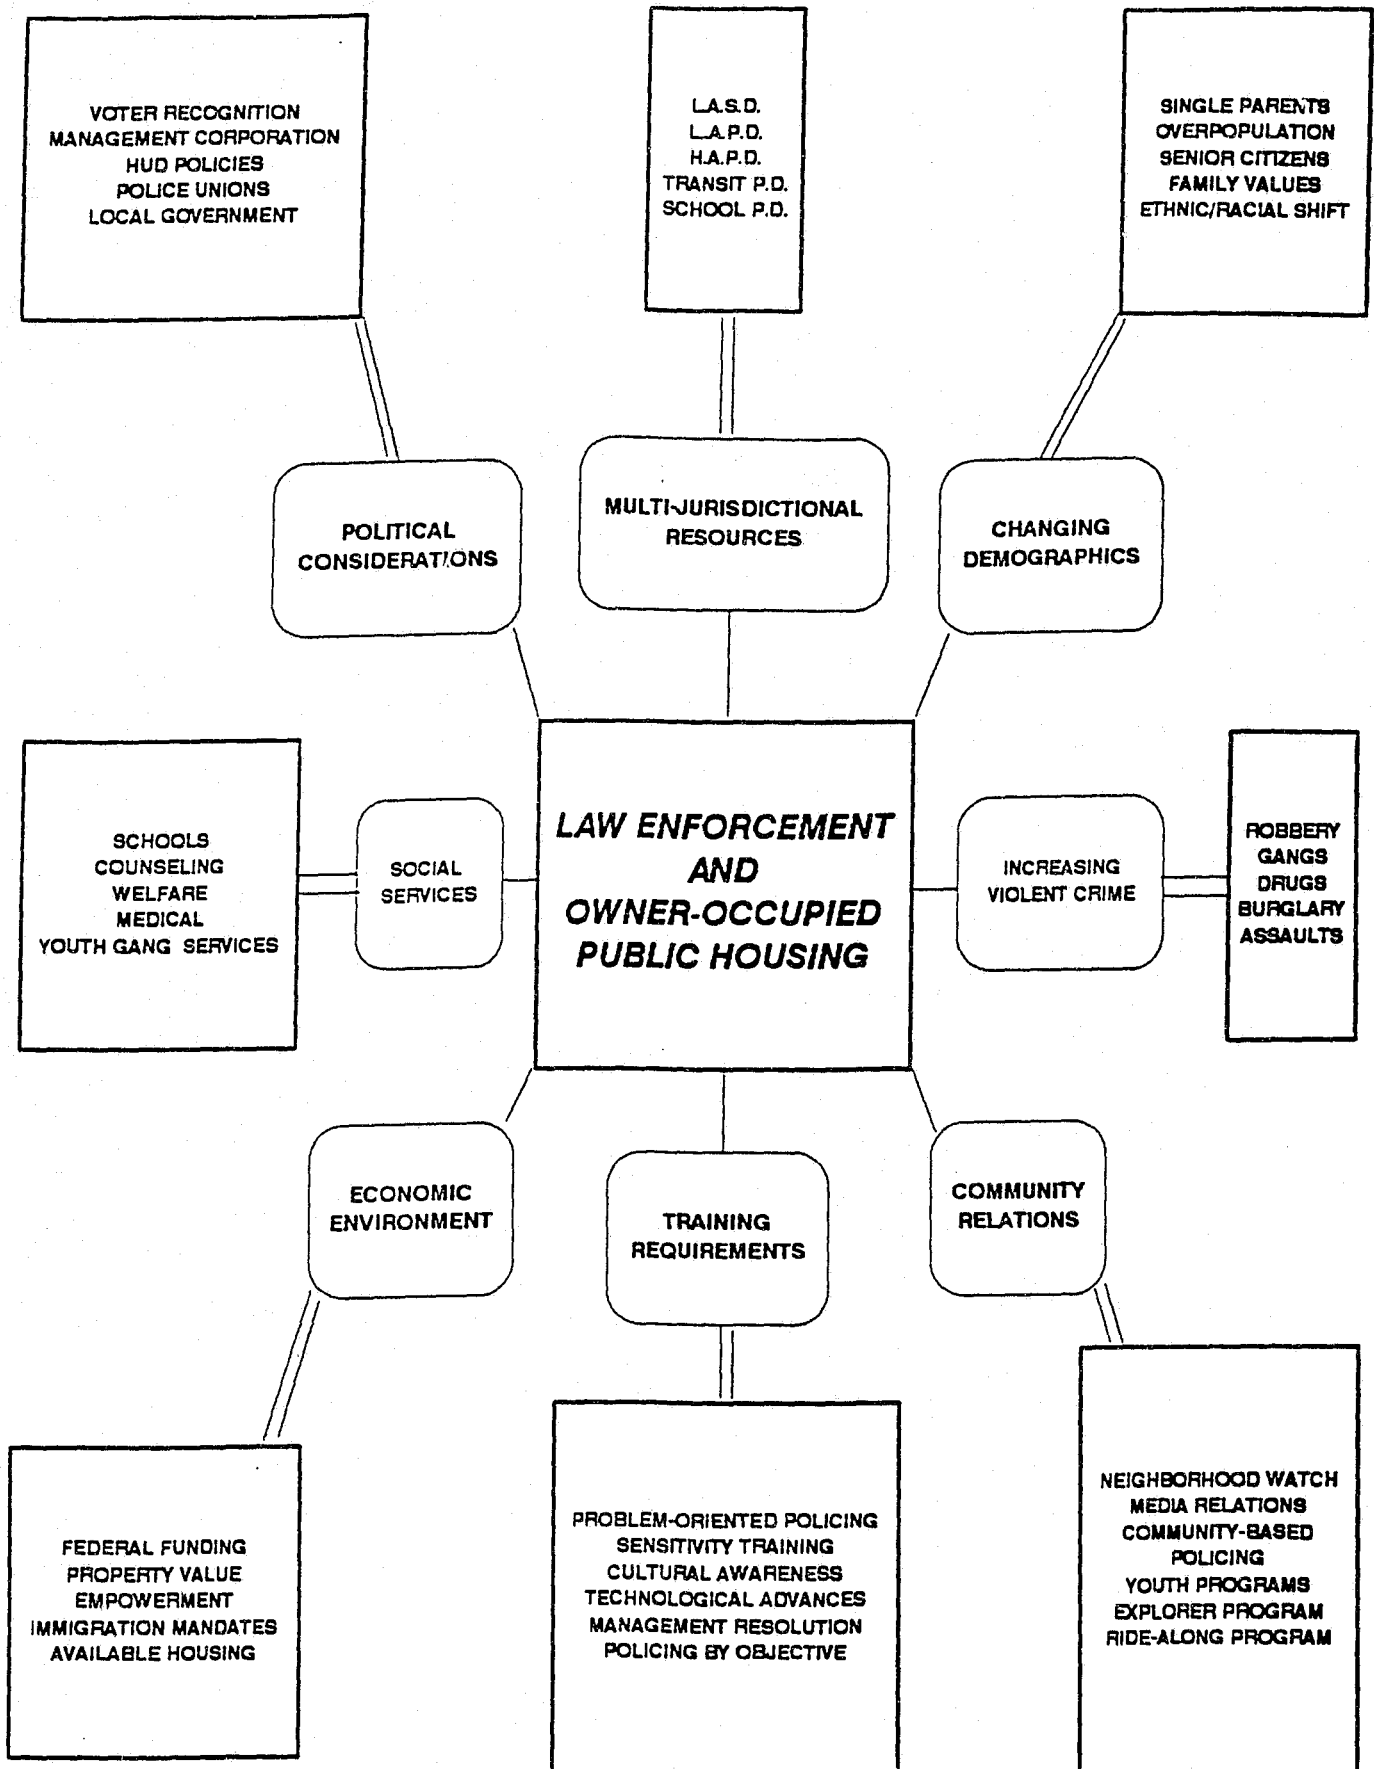 VOTER RECOGNITION
MANAGEMENT CORPORATION
HUD POLICIES
POLICE UNIONS
LOCAL GOVERNMENT
L.A.S.D.
L.A.P.D.
H.A.P.D.
TRANSIT P.D.
SCHOOL P.D.
SINGLE PARENTS
OVERPOPULATION
SENIOR CITIZENS
FAMILY VALUES
ETHNIC/RACIAL SHIFT
POLITICAL
CONSIDERATIONS
MULTI-JURISDICTIONAL
RESOURCES
CHANGING
DEMOGRAPHICS
SCHOOLS
COUNSELING
WELFARE
MEDICAL
YOUTH GANG SERVICES
SOCIAL
SERVICES
LAW ENFORCEMENT
AND
OWNER-OCCUPIED
PUBLIC HOUSING
INCREASING
VIOLENT CRIME
ROBBERY
GANGS
DRUGS
BURGLARY
ASSAULTS
ECONOMIC
ENVIRONMENT
TRAINING
REQUIREMENTS
COMMUNITY
RELATIONS
FEDERAL FUNDING
PROPERTY VALUE
EMPOWERMENT
IMMIGRATION MANDATES
AVAILABLE HOUSING
PROBLEM-ORIENTED POLICING
SENSITIVITY TRAINING
CULTURAL AWARENESS
TECHNOLOGICAL ADVANCES
MANAGEMENT RESOLUTION
POLICING BY OBJECTIVE
NEIGHBORHOOD WATCH
MEDIA RELATIONS
COMMUNITY-BASED
POLICING
YOUTH PROGRAMS
EXPLORER PROGRAM
RIDE-ALONG PROGRAM